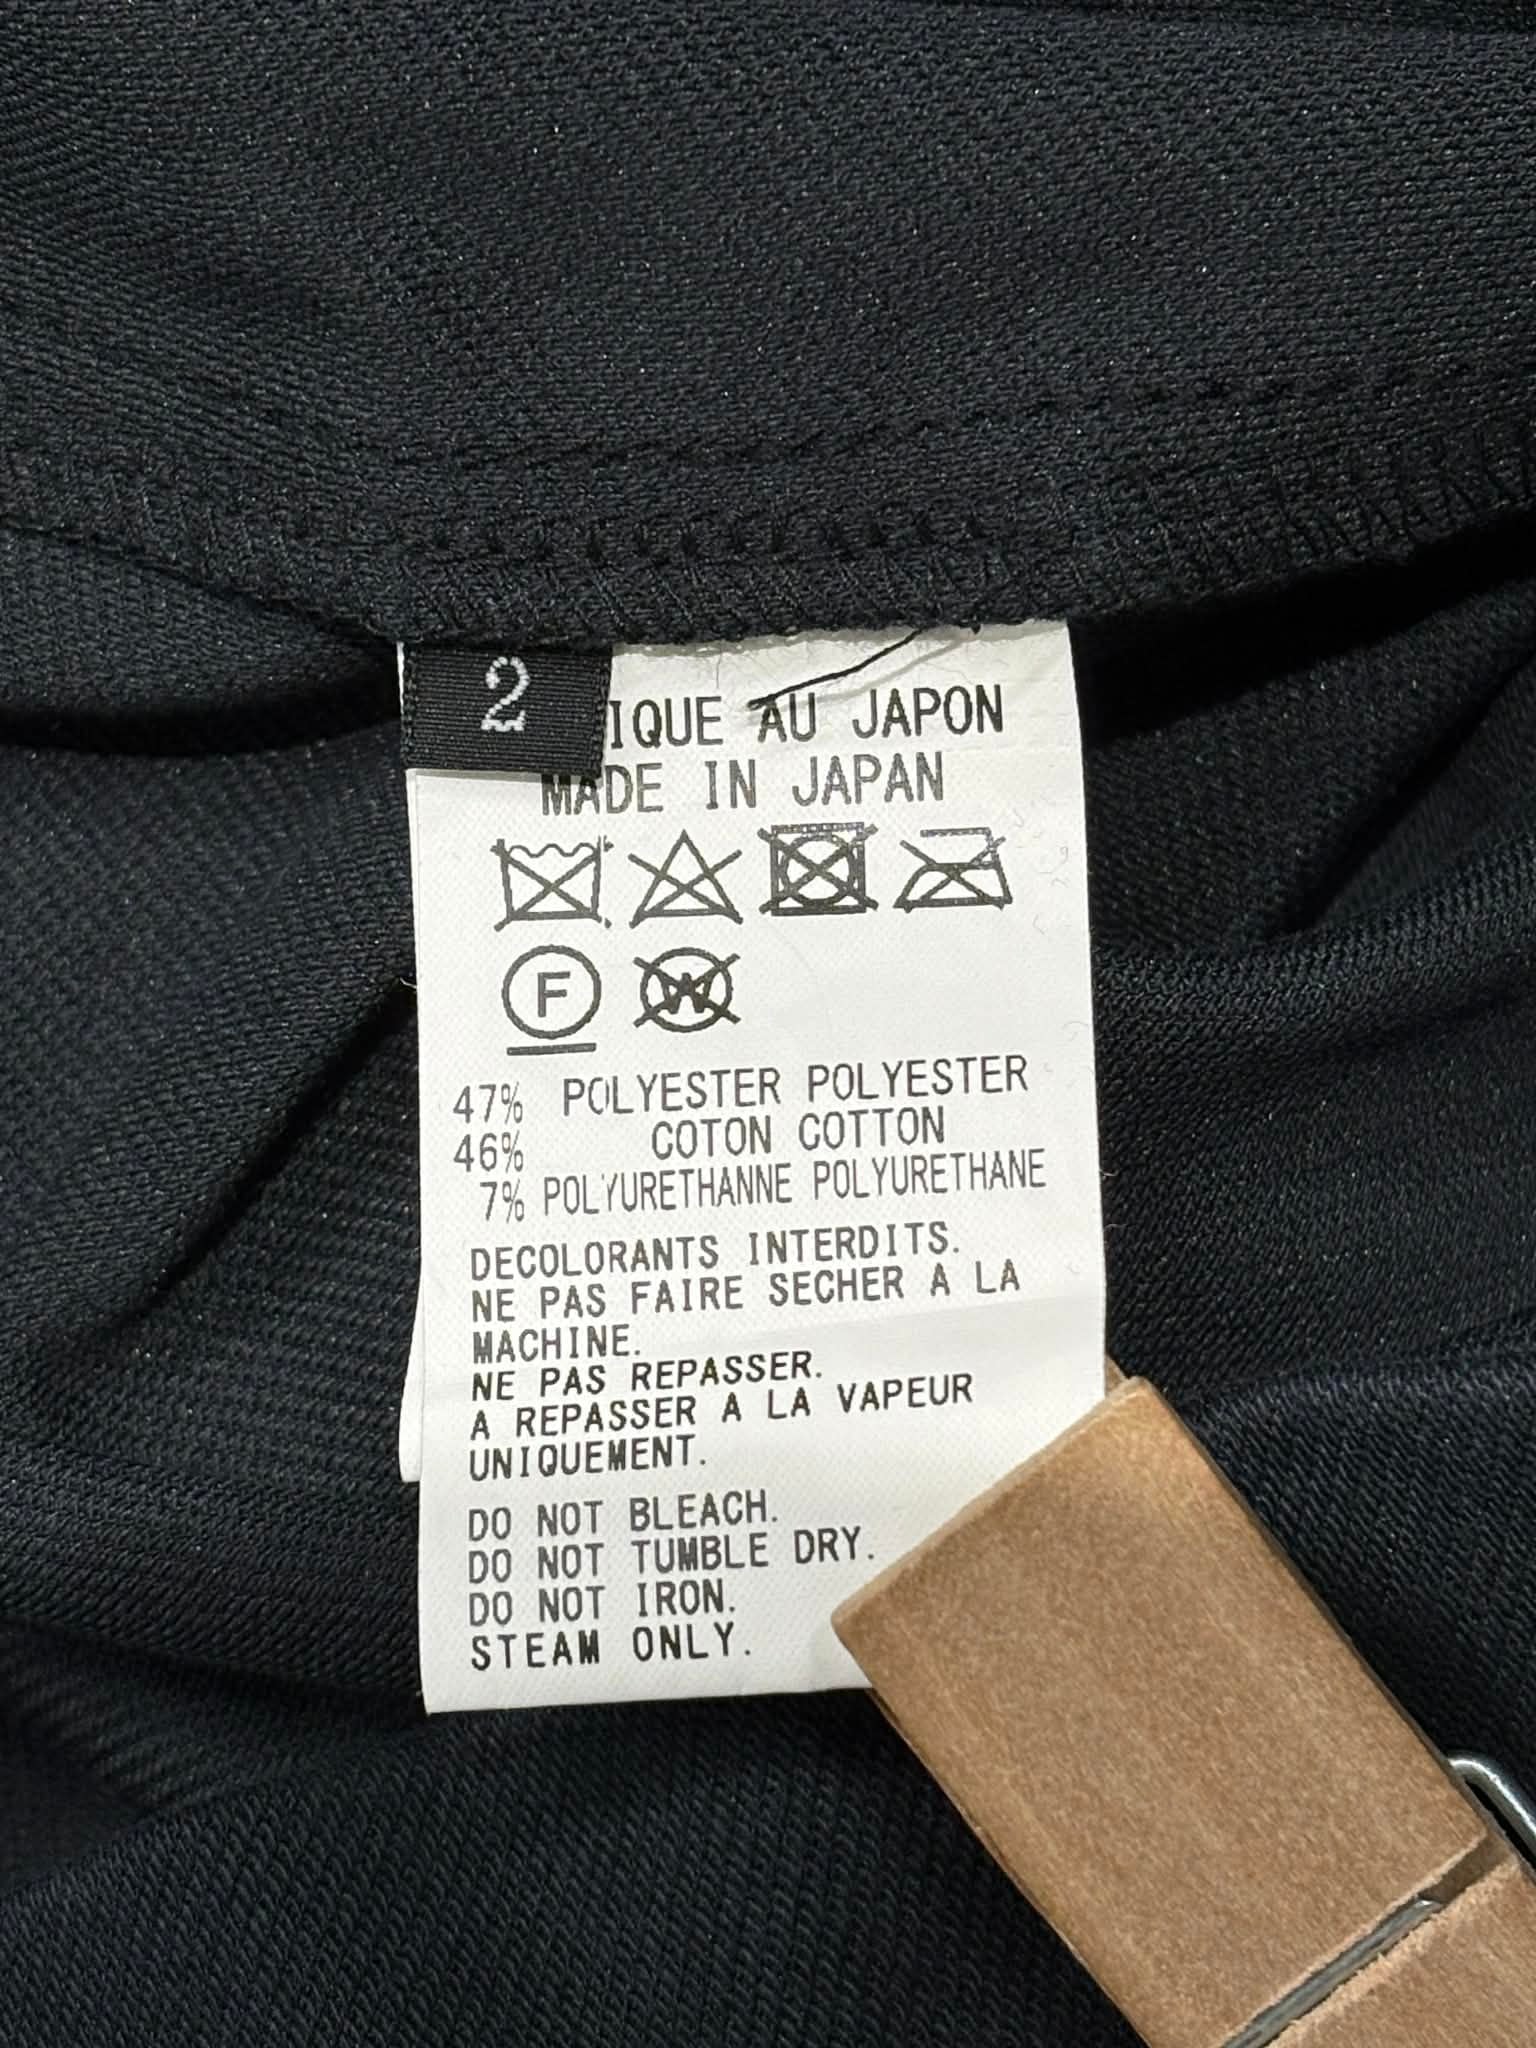 2
IQUE AU JAPON
MADE IN JAPAN
F W
47% POLYESTER POLYESTER
46% COTON COTTON
7% POLYURETHANNE POLYURETHANE
DECOLORANTS INTERDITS.
NE PAS FAIRE SECHER A LA
MACHINE.
NE PAS REPASSER.
A REPASSER A LA VAPEUR
UNIQUEMENT.
DO NOT BLEACH.
DO NOT TUMBLE DRY.
DO NOT IRON.
STEAM ONLY.